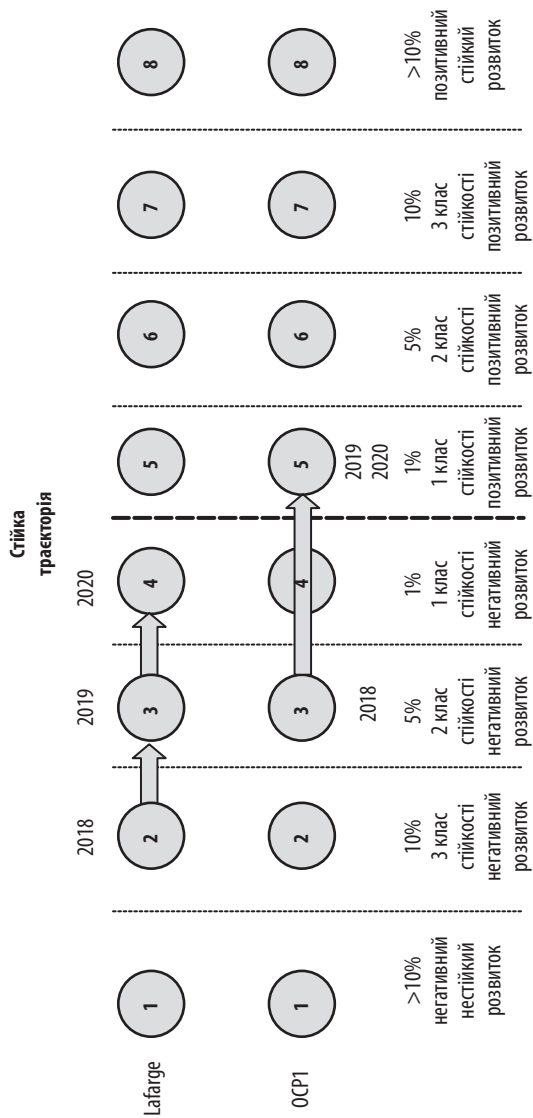 Стійка
траєкторія
2018
2019
2020
Lafarge
1
2
3
4
5
6
7
8
ОСР1
1
2
3
4
5
6
7
8
2018
2019
2020
>10%
негативний
нестійкий
розвиток
10%
3 клас
стійкості
негативний
розвиток
5%
2 клас
стійкості
негативний
розвиток
1%
1 клас
стійкості
негативний
розвиток
1%
1 клас
стійкості
позитивний
розвиток
5%
2 клас
стійкості
позитивний
розвиток
10%
3 клас
стійкості
позитивний
розвиток
>10%
позитивний
стійкий
розвиток